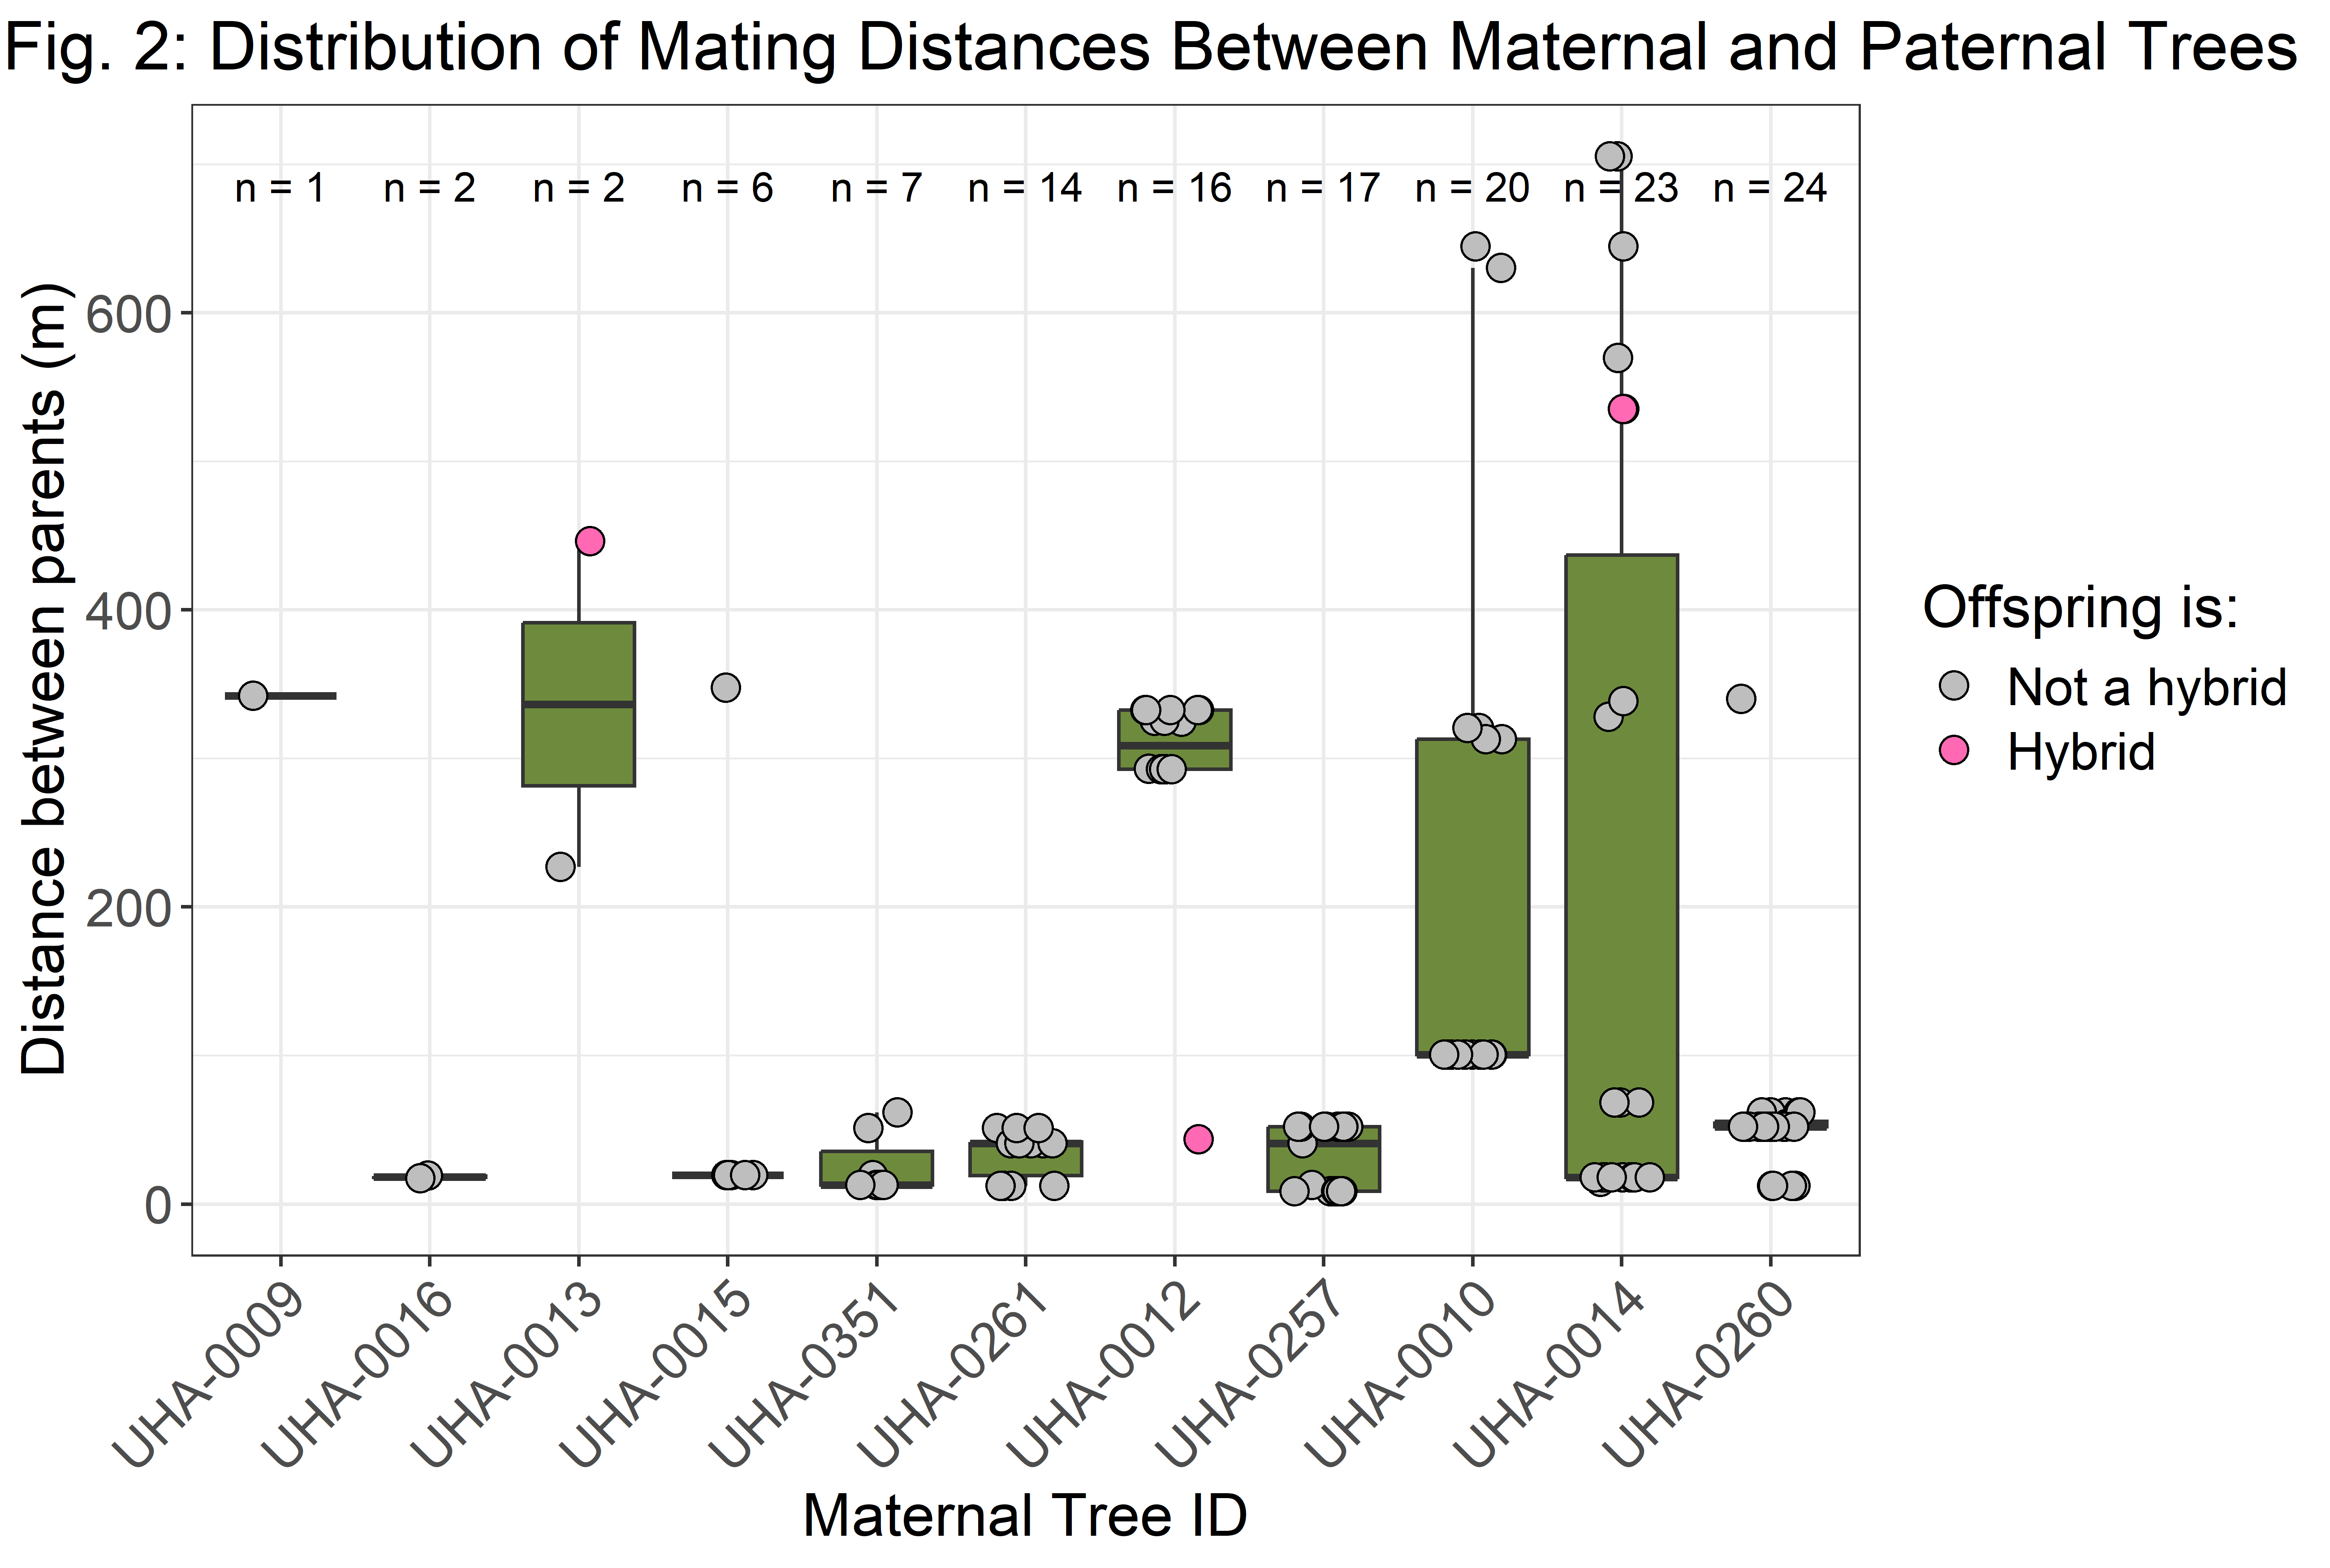 Fig. 2: Distribution of Mating Distances Between Maternal and Paternal Trees
n = 1 n = 2 n = 2 n = 6 n = 7 n = 14 n = 16 n = 17 n = 20 n = 23 n = 24
Distance between parents (m)
600
400
200
0
Offspring is:
Not a hybrid
Hybrid
UHA-0009 UHA-0016 UHA-0013 UHA-0015 UHA-0351 UHA-0261 UHA-0012 UHA-0257 UHA-0010 UHA-0014 UHA-0260
Maternal Tree ID